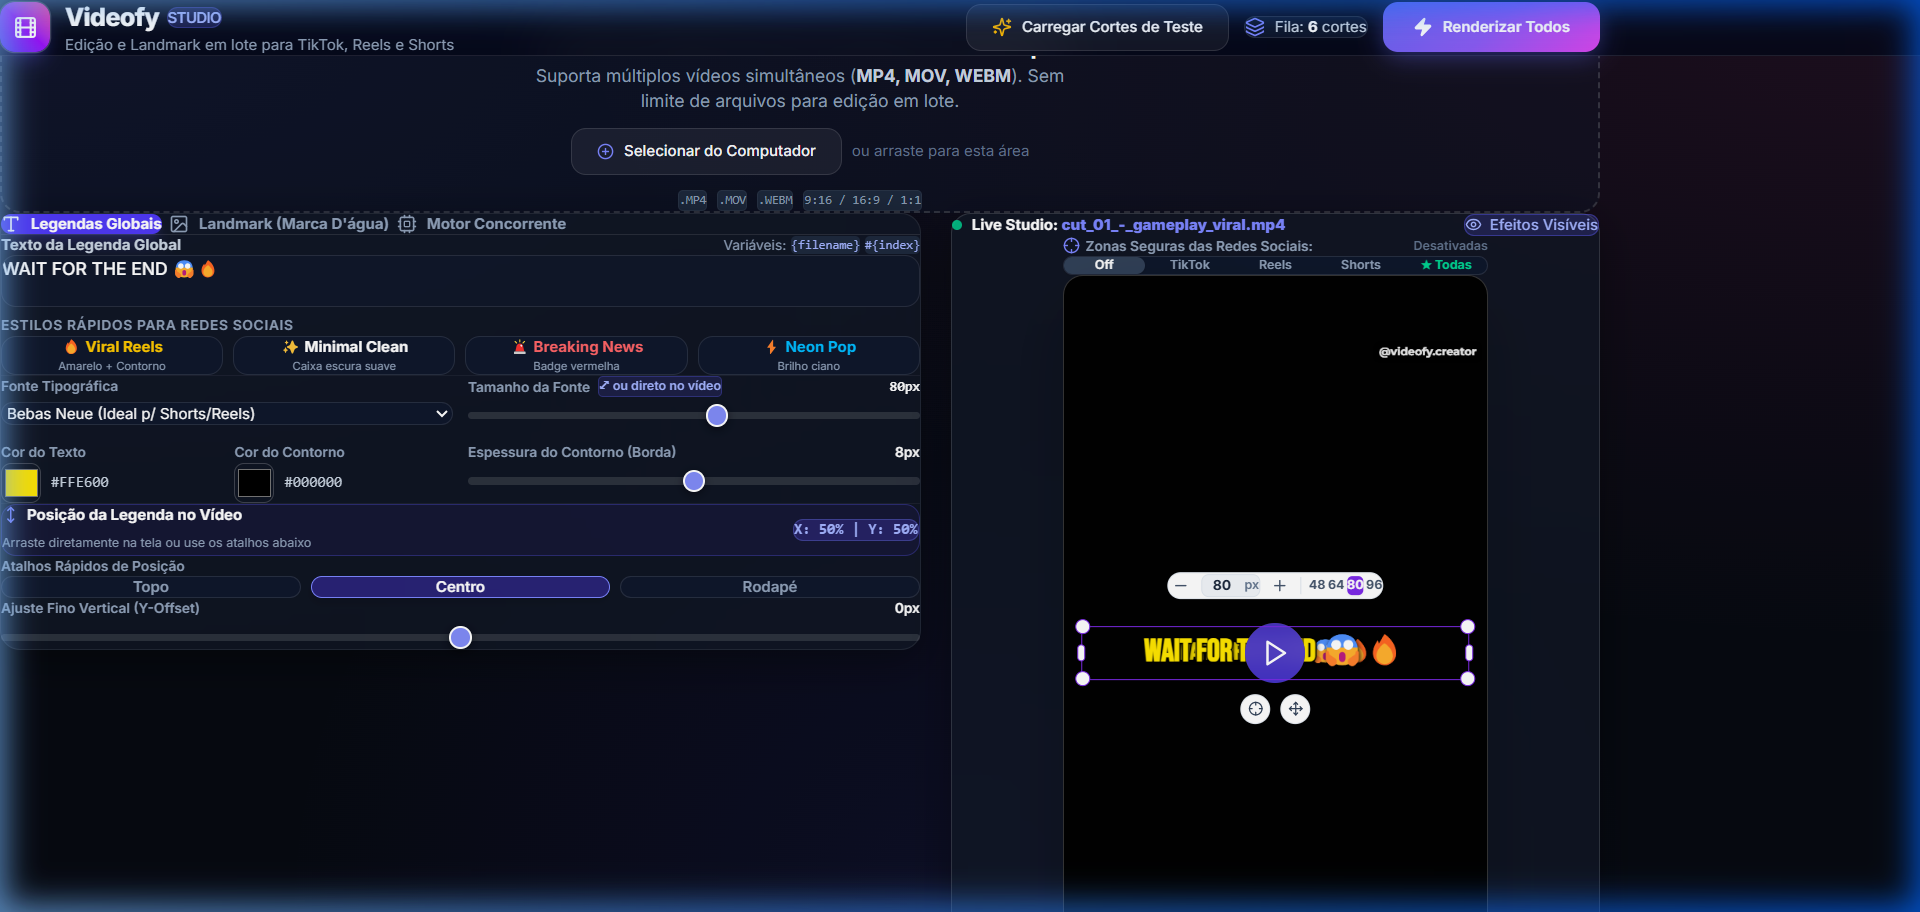 Videofy STUDIO
Edição e Landmark em lote para TikTok, Reels e Shorts
Carregar Cortes de Teste
Fila: 6 cortes
Renderizar Todos
Suporta múltiplos vídeos simultâneos (MP4, MOV, WEBM). Sem
limite de arquivos para edição em lote.
Selecionar do Computador
ou arraste para esta área
.MP4 .MOV .WEBM 9:16 / 16:9 / 1:1
Legendas Globais
Landmark (Marca D'água)
Motor Concorrente
Texto da Legenda Global
Variáveis: {filename} #{index}
WAIT FOR THE END 😱🔥
ESTILOS RÁPIDOS PARA REDES SOCIAIS
🔥 Viral Reels
Amarelo + Contorno
✨ Minimal Clean
Caixa escura suave
🚨 Breaking News
Badge vermelha
⚡ Neon Pop
Brilho ciano
Fonte Tipográfica
Bebas Neue (Ideal p/ Shorts/Reels)
Tamanho da Fonte
⤢ ou direto no vídeo
80px
Cor do Texto
#FFE600
Cor do Contorno
#000000
Espessura do Contorno (Borda)
8px
Posição da Legenda no Vídeo
Arraste diretamente na tela ou use os atalhos abaixo
X: 50% | Y: 50%
Atalhos Rápidos de Posição
Topo
Centro
Rodapé
Ajuste Fino Vertical (Y-Offset)
0px
Live Studio: cut_01_-_gameplay_viral.mp4
Efeitos Visíveis
Zonas Seguras das Redes Sociais:
Desativadas
Off
TikTok
Reels
Shorts
★ Todas
@videofy.creator
− 80 px + 48 64 80 96
WAIT FOR T D😱🔥